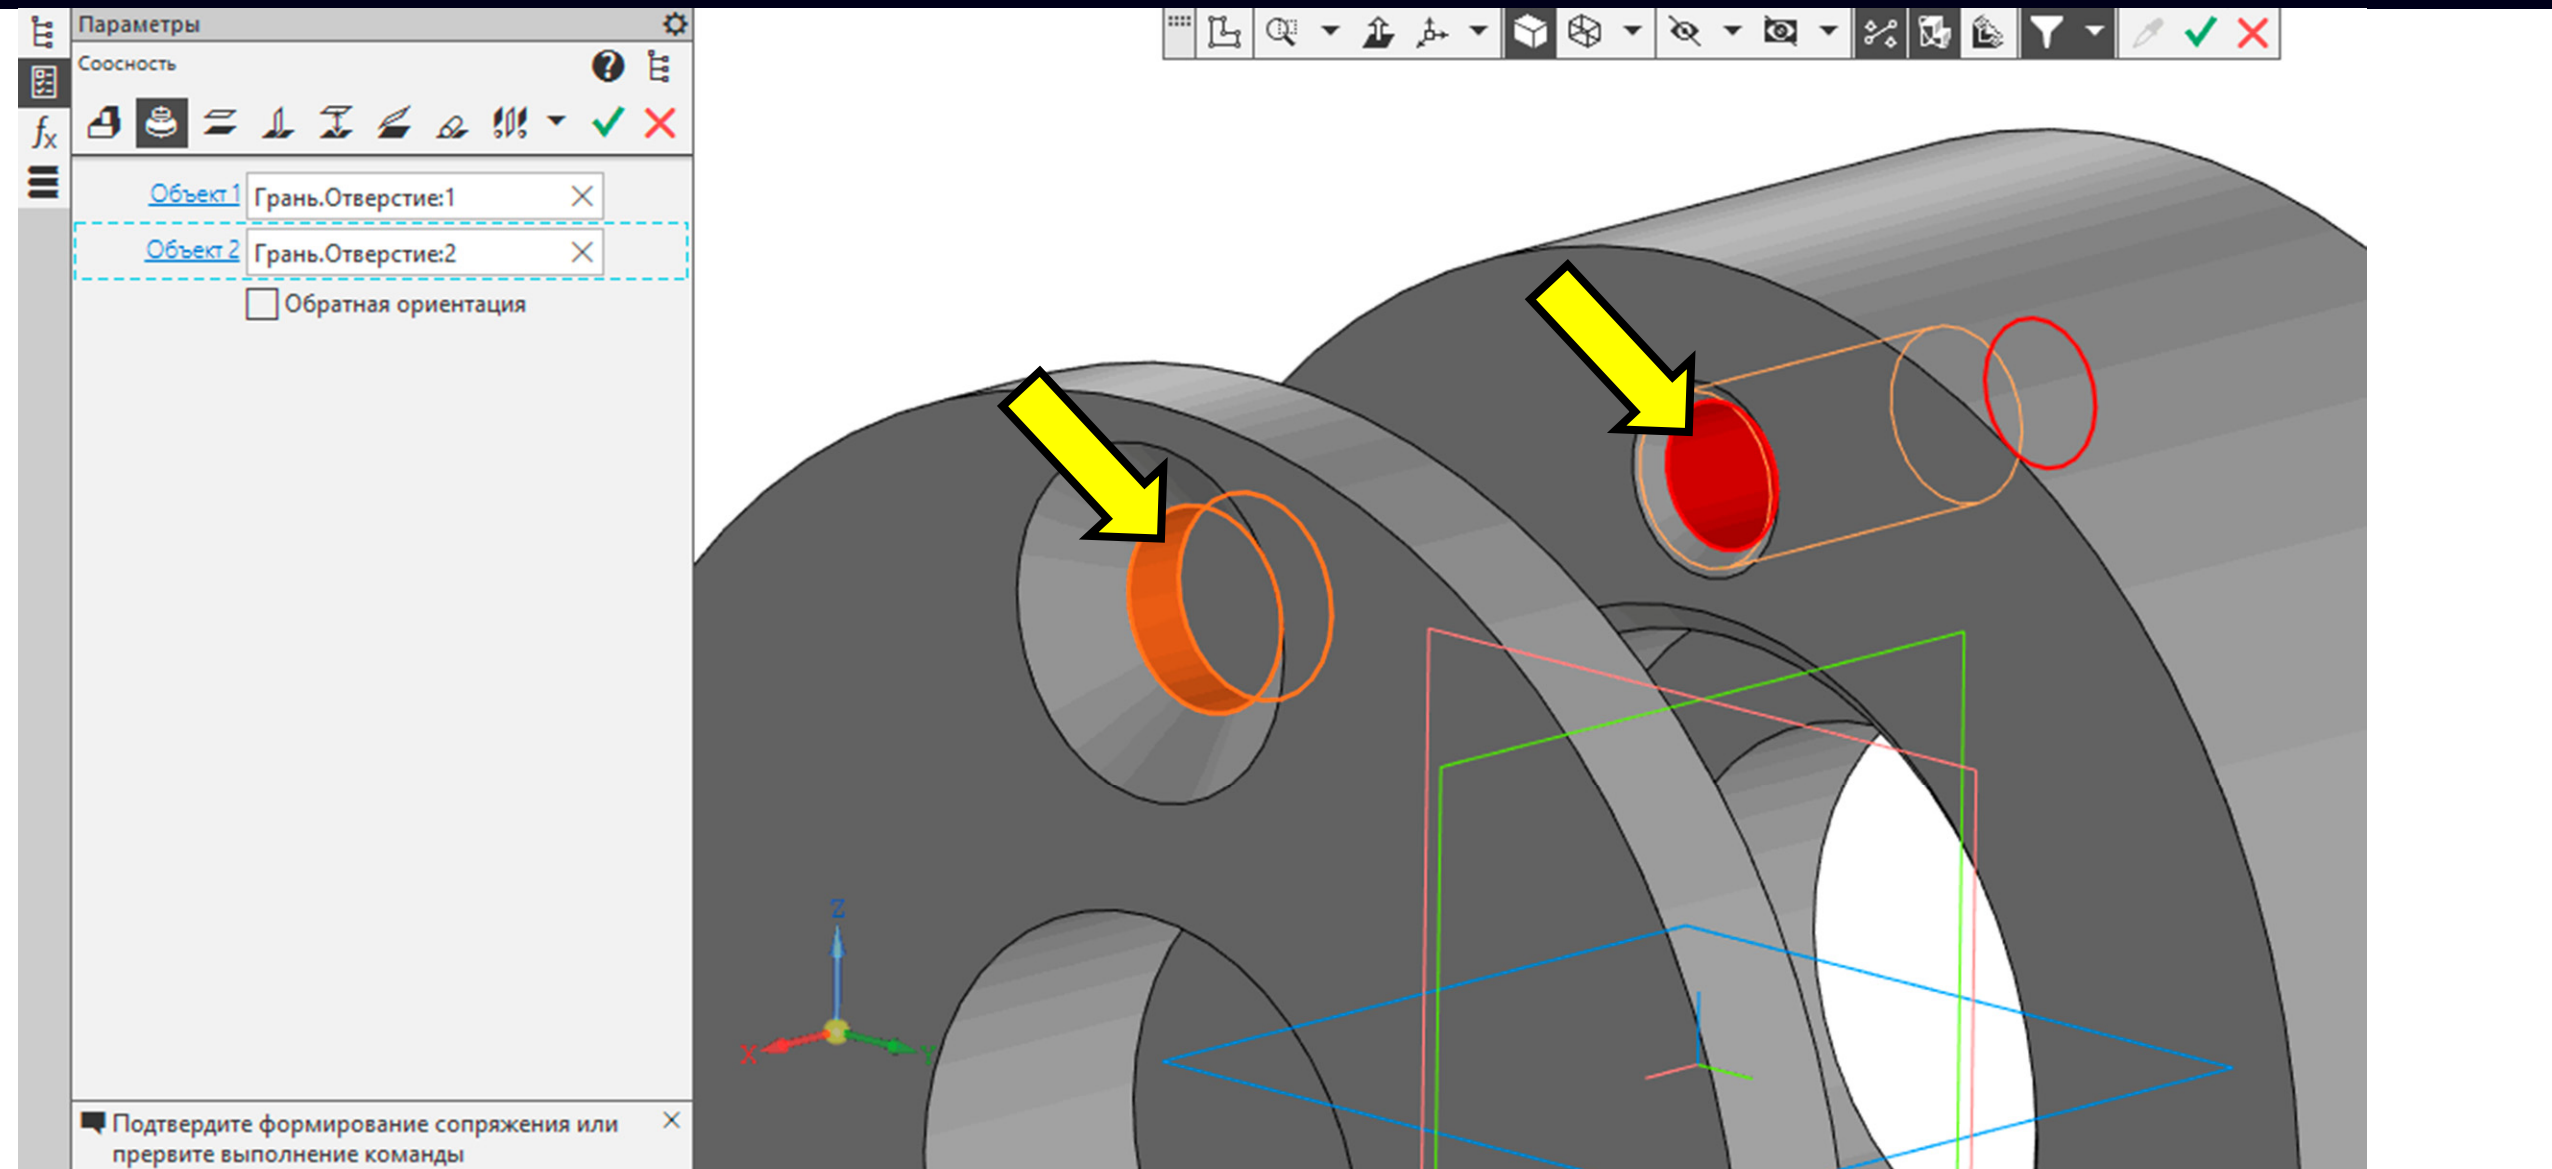 Параметры
Соосность
fx
Объект 1 Грань.Отверстие:1
Объект 2 Грань.Отверстие:2
Обратная ориентация
Z
X
Y
Подтвердите формирование сопряжения или
прервите выполнение команды